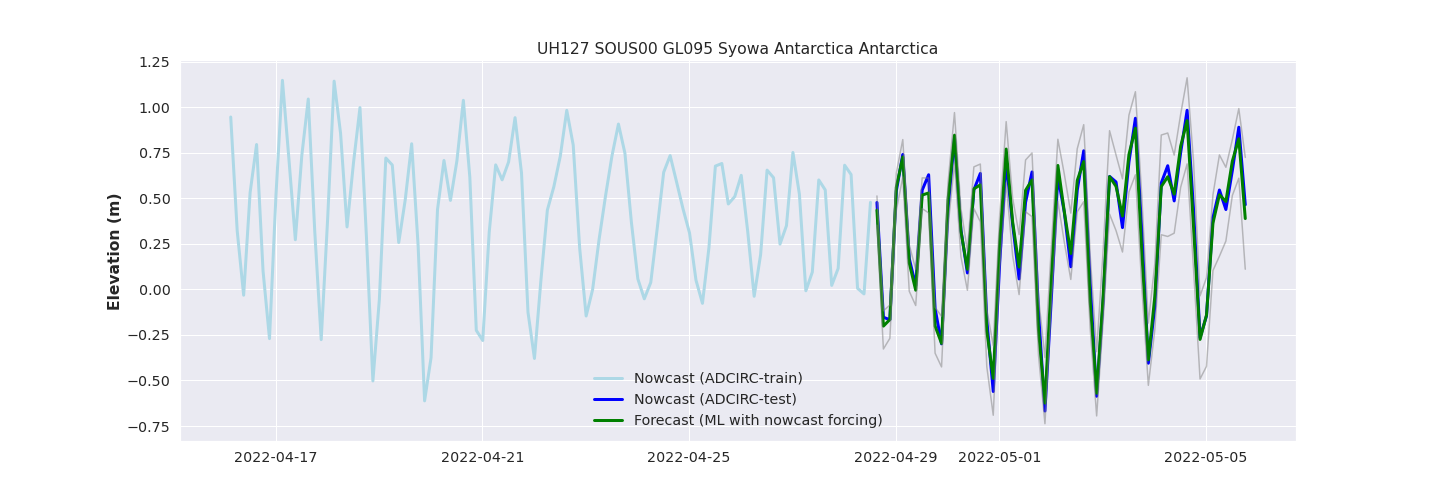 UH127 SOUS00 GL095 Syowa Antarctica Antarctica
1.25
1.00
0.75
0.50
0.25
0.00
−0.25
−0.50
−0.75
Elevation (m)
Nowcast (ADCIRC-train)
Nowcast (ADCIRC-test)
Forecast (ML with nowcast forcing)
2022-04-17 2022-04-21 2022-04-25 2022-04-29 2022-05-01 2022-05-05